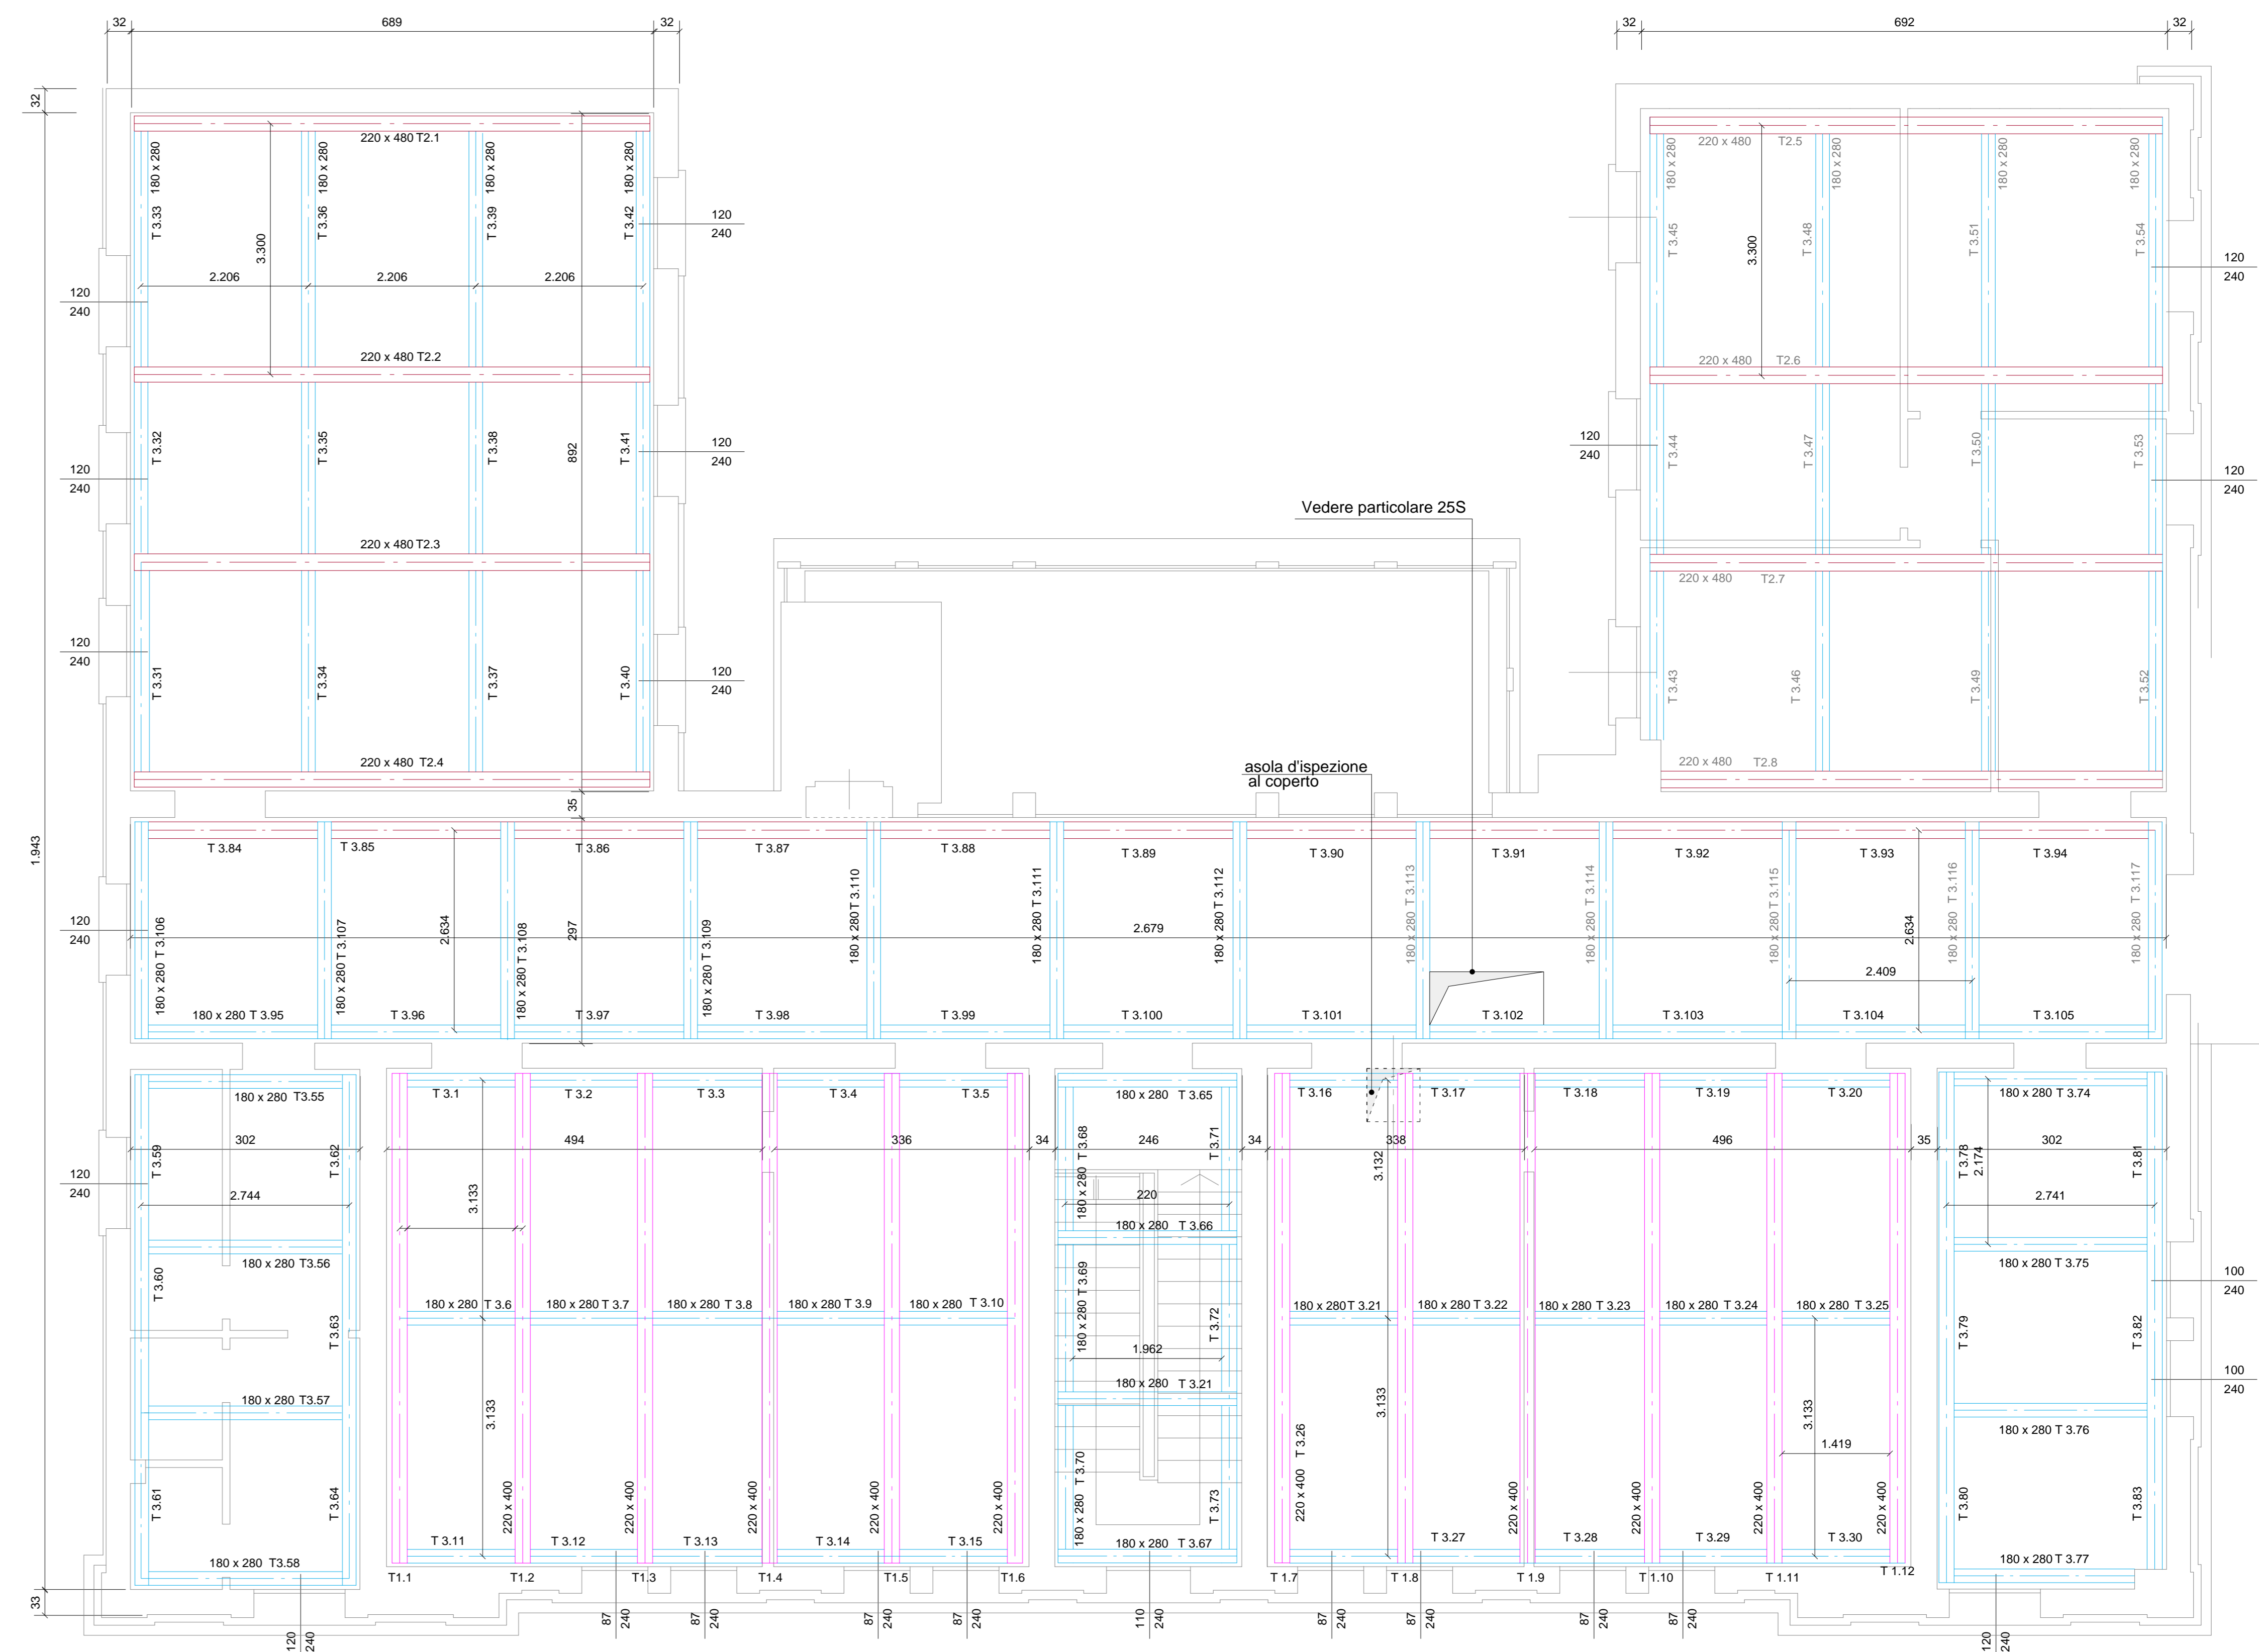 32 689 32
32 692 32
32
220 x 480 T2.1
180 x 280
180 x 280
180 x 280
180 x 280
T 3.33
T 3.36
T 3.39
T 3.42
3.300
2.206 2.206 2.206
120
240
120
240
220 x 480 T2.2
T 3.32
T 3.35
T 3.38
T 3.41
892
120
240
120
240
220 x 480 T2.3
T 3.31
T 3.34
T 3.37
T 3.40
120
240
120
240
220 x 480 T2.4
35
1.943
220 x 480 T2.5
180 x 280
180 x 280
180 x 280
180 x 280
T 3.45
T 3.48
T 3.51
T 3.54
3.300
120
240
220 x 480 T2.6
120
240
T 3.44
T 3.47
T 3.50
T 3.53
120
240
220 x 480 T2.7
T 3.43
T 3.46
T 3.49
T 3.52
220 x 480 T2.8
Vedere particolare 25S
asola d'ispezione
al coperto
T 3.84 T 3.85 T 3.86 T 3.87 T 3.88 T 3.89 T 3.90 T 3.91 T 3.92 T 3.93 T 3.94
120
240
180 x 280 T 3.106
180 x 280 T 3.107
2.634
180 x 280 T 3.108
297
180 x 280 T 3.109
180 x 280 T 3.110
180 x 280 T 3.111
2.679
180 x 280 T 3.112
180 x 280 T 3.113
180 x 280 T 3.114
180 x 280 T 3.115
2.634
180 x 280 T 3.116
180 x 280 T 3.117
2.409
180 x 280 T 3.95 T 3.96 T 3.97 T 3.98 T 3.99 T 3.100 T 3.101 T 3.102 T 3.103 T 3.104 T 3.105
180 x 280 T3.55
T 3.1 T 3.2 T 3.3 T 3.4 T 3.5
180 x 280 T 3.65
T 3.16 T 3.17 T 3.18 T 3.19 T 3.20
180 x 280 T 3.74
302 494 336 34 246 34 338 496 35 302
T 3.59
T 3.62
120
240
2.744
3.133
180 x 280 T 3.68
T 3.71
220
3.132
T 3.78
2.174
T 3.81
2.741
180 x 280 T 3.66
180 x 280 T3.56
180 x 280 T 3.75
T 3.60
T 3.63
180 x 280 T 3.6 180 x 280 T 3.7 180 x 280 T 3.8 180 x 280 T 3.9 180 x 280 T 3.10
180 x 280 T 3.69
T 3.72
1.962
180 x 280 T 3.21 180 x 280 T 3.22 180 x 280 T 3.23 180 x 280 T 3.24 180 x 280 T 3.25
100
240
T 3.79
T 3.82
100
240
180 x 280 T3.57
180 x 280 T 3.21
180 x 280 T 3.76
3.133
3.133
3.133
1.419
T 3.61
T 3.64
220 x 400
220 x 400
220 x 400
220 x 400
220 x 400
180 x 280 T 3.70
T 3.73
220 x 400 T 3.26
220 x 400
220 x 400
220 x 400
220 x 400
T 3.80
T 3.83
T 3.11 T 3.12 T 3.13 T 3.14 T 3.15
180 x 280 T 3.67
T 3.27 T 3.28 T 3.29 T 3.30
180 x 280 T3.58
180 x 280 T 3.77
T1.1 T1.2 T1.3 T1.4 T1.5 T1.6
T 1.7 T 1.8 T 1.9 T 1.10 T 1.11 T 1.12
33
120
240
87
240
87
240
87
240
87
240
110
240
87
240
87
240
87
240
87
240
120
240